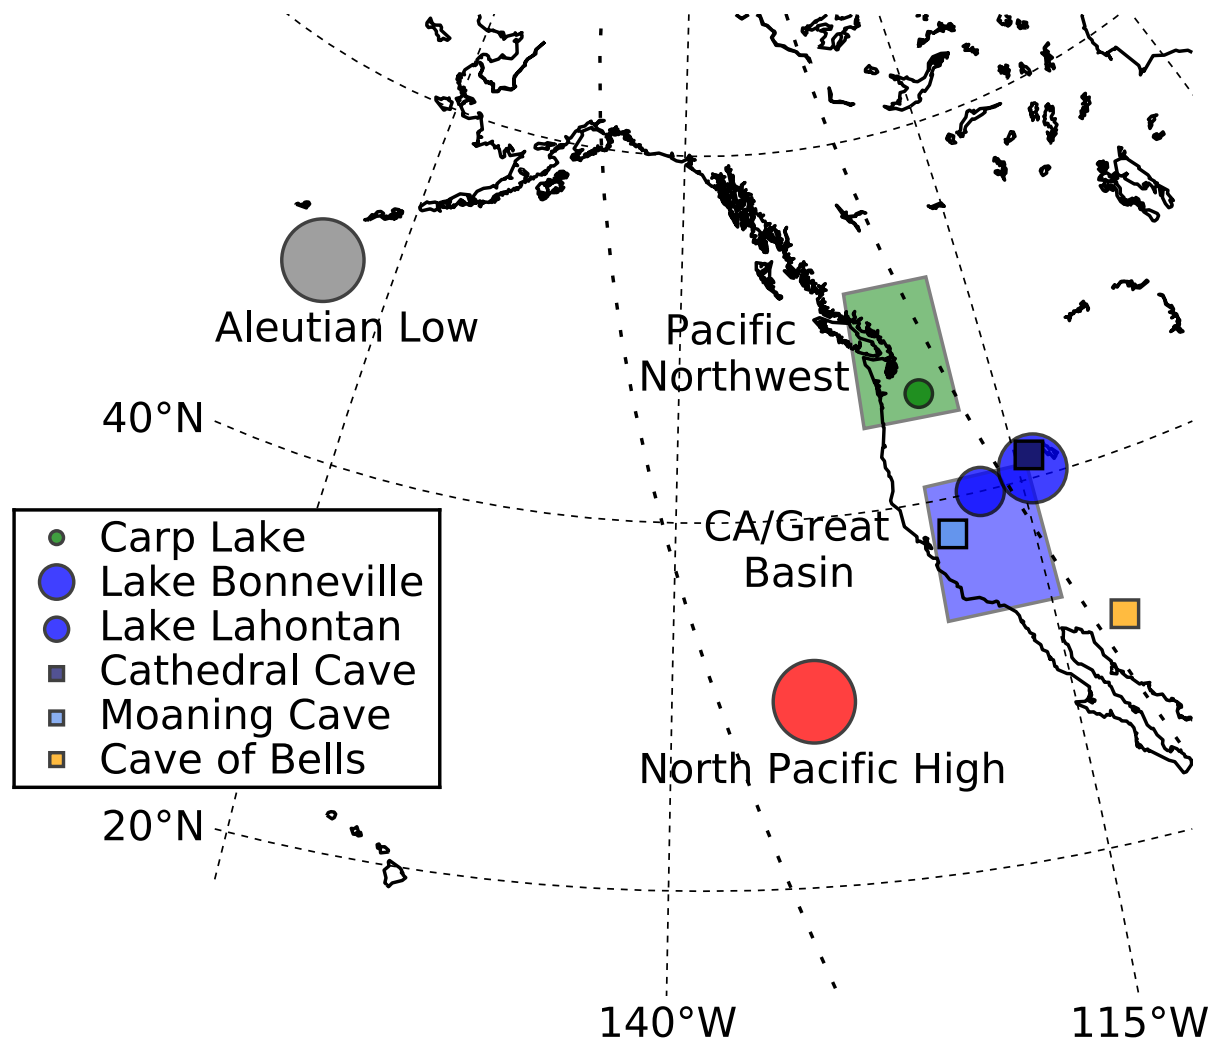 Aleutian Low
Pacific
Northwest
40°N
CA/Great
Basin
Carp Lake
Lake Bonneville
Lake Lahontan
Cathedral Cave
Moaning Cave
Cave of Bells
North Pacific High
20°N
140°W
115°W